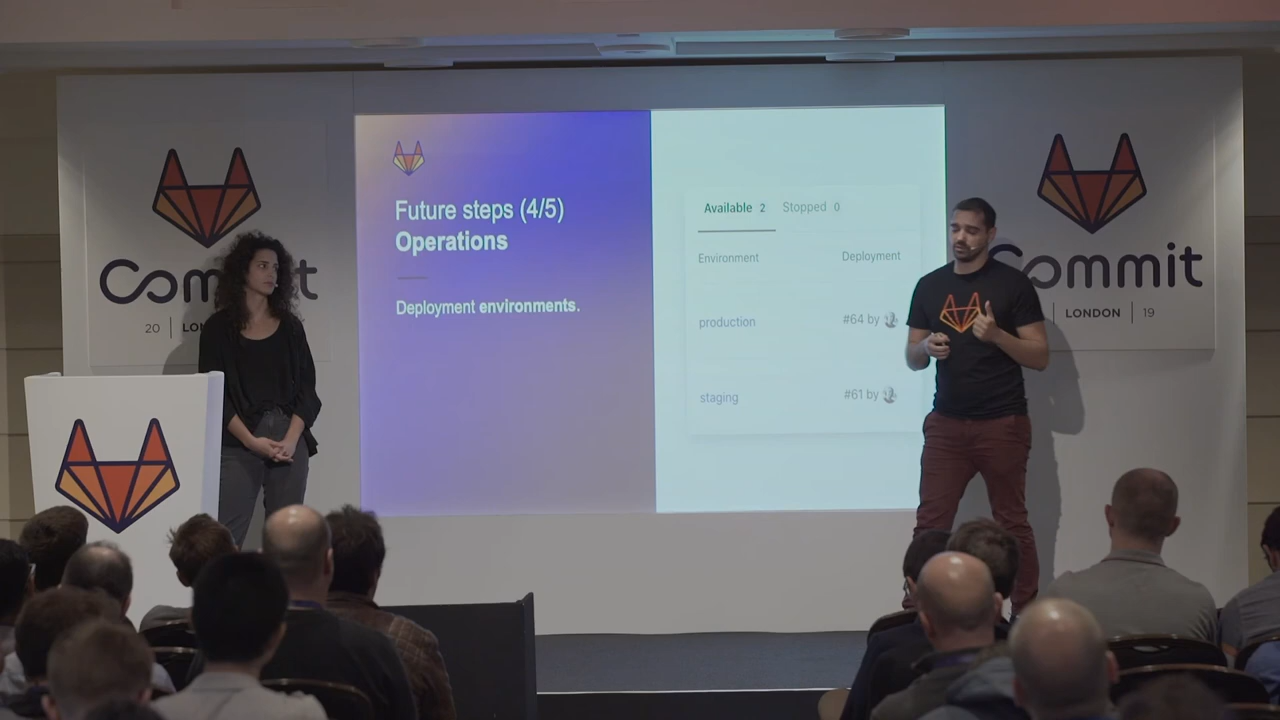 Commit
20 | LON
Future steps (4/5)
Operations
Deployment environments.
Available 2 Stopped 0
Environment Deployment
production #64 by
staging #61 by
Commit
LONDON | 19